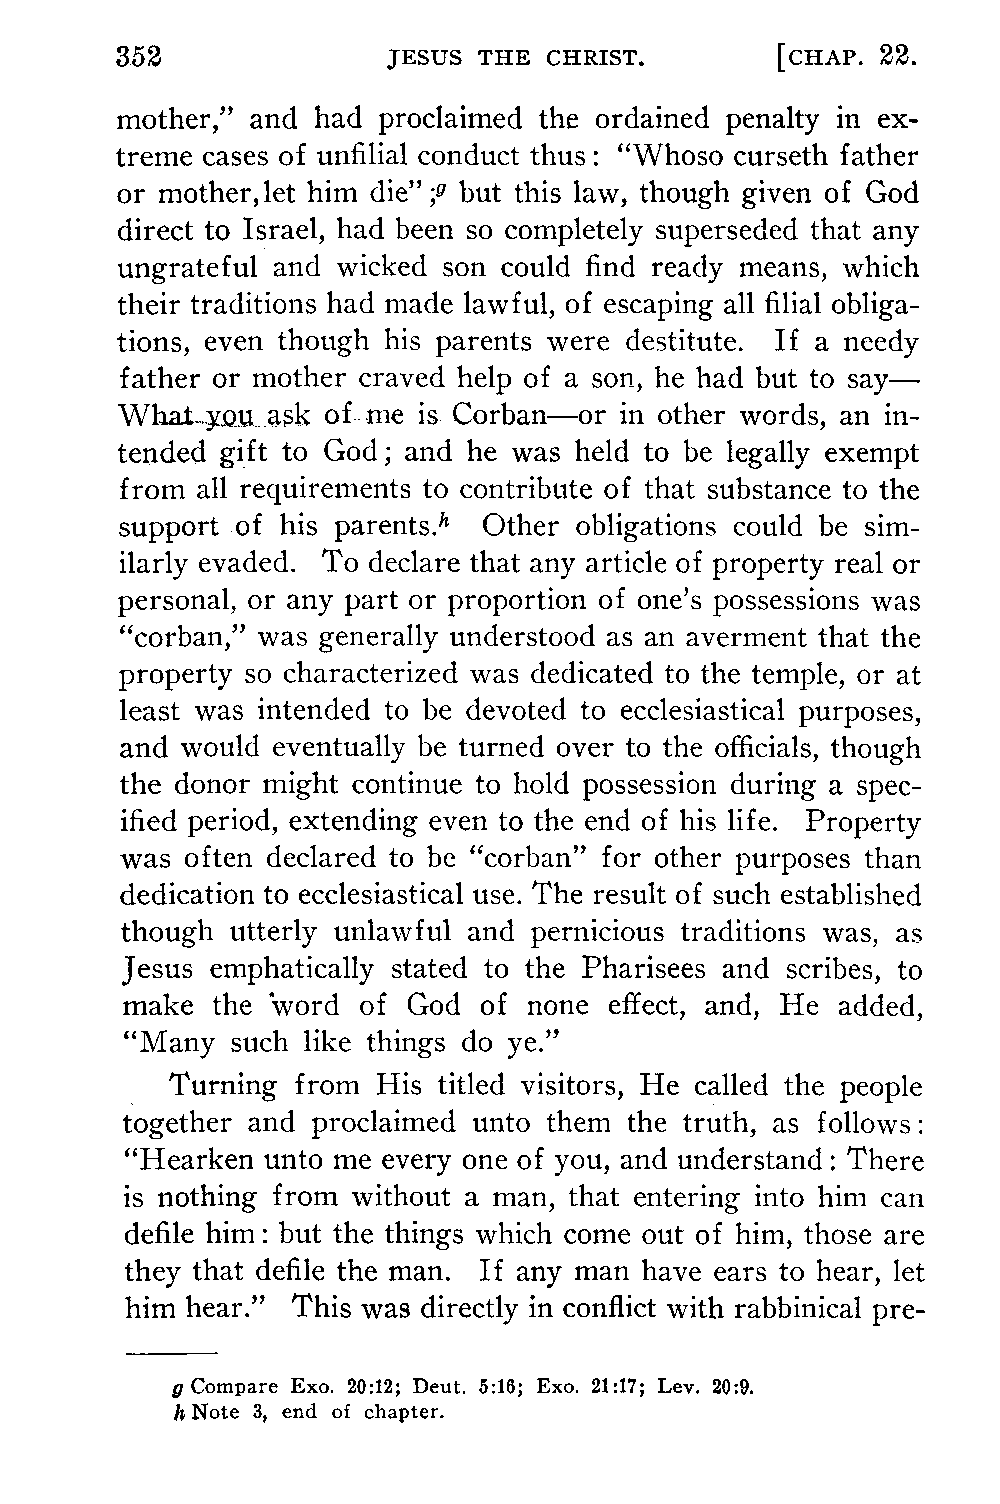 352 JESUS THE CHRIST. [CHAP. 22.
mother,” and had proclaimed the ordained penalty in ex-
treme cases of unfilial conduct thus: “Whoso curseth father
or mother,let him die”;g but this law, though given of God
direct to Israel, had been so completely superseded that any
ungrateful and wicked son could find ready means, which
their traditions had made lawful, of escaping all filial obliga-
tions, even though his parents were destitute. If a needy
father or mother craved help of a son, he had but to say—
What you ask of me is Corban—or in other words, an in-
tended gift to God; and he was held to be legally exempt
from all requirements to contribute of that substance to the
support of his parents.h Other obligations could be sim-
ilarly evaded. To declare that any article of property real or
personal, or any part or proportion of one’s possessions was
“corban,” was generally understood as an averment that the
property so characterized was dedicated to the temple, or at
least was intended to be devoted to ecclesiastical purposes,
and would eventually be turned over to the officials, though
the donor might continue to hold possession during a spec-
ified period, extending even to the end of his life. Property
was often declared to be “corban” for other purposes than
dedication to ecclesiastical use. The result of such established
though utterly unlawful and pernicious traditions was, as
Jesus emphatically stated to the Pharisees and scribes, to
make the word of God of none effect, and, He added,
“Many such like things do ye.”
Turning from His titled visitors, He called the people
together and proclaimed unto them the truth, as follows:
“Hearken unto me every one of you, and understand: There
is nothing from without a man, that entering into him can
defile him: but the things which come out of him, those are
they that defile the man. If any man have ears to hear, let
him hear.” This was directly in conflict with rabbinical pre-
g Compare Exo. 20:12; Deut. 5:16; Exo. 21:17; Lev. 20:9.
h Note 3, end of chapter.